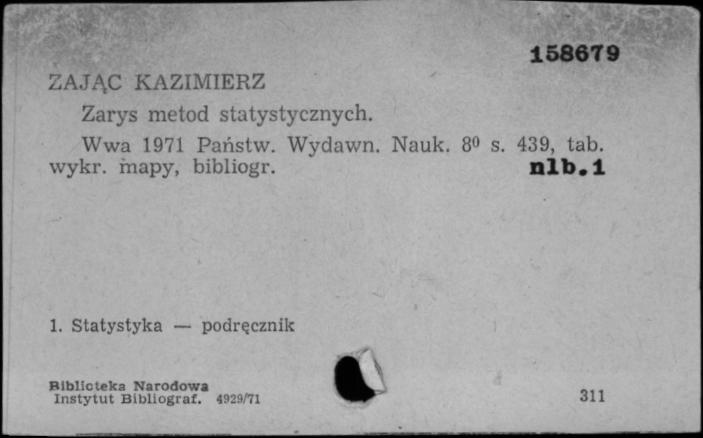 158679
ZAJĄC KAZIMIERZ
Zarys metod statystycznych.
Wwa 1971 Państw. Wydawn. Nauk. 8⁰ s. 439, tab.
wykr. mapy, bibliogr. nlb.1
1. Statystyka — podręcznik
Biblioteka Narodowa
Instytut Bibliograf. 4929/71 311